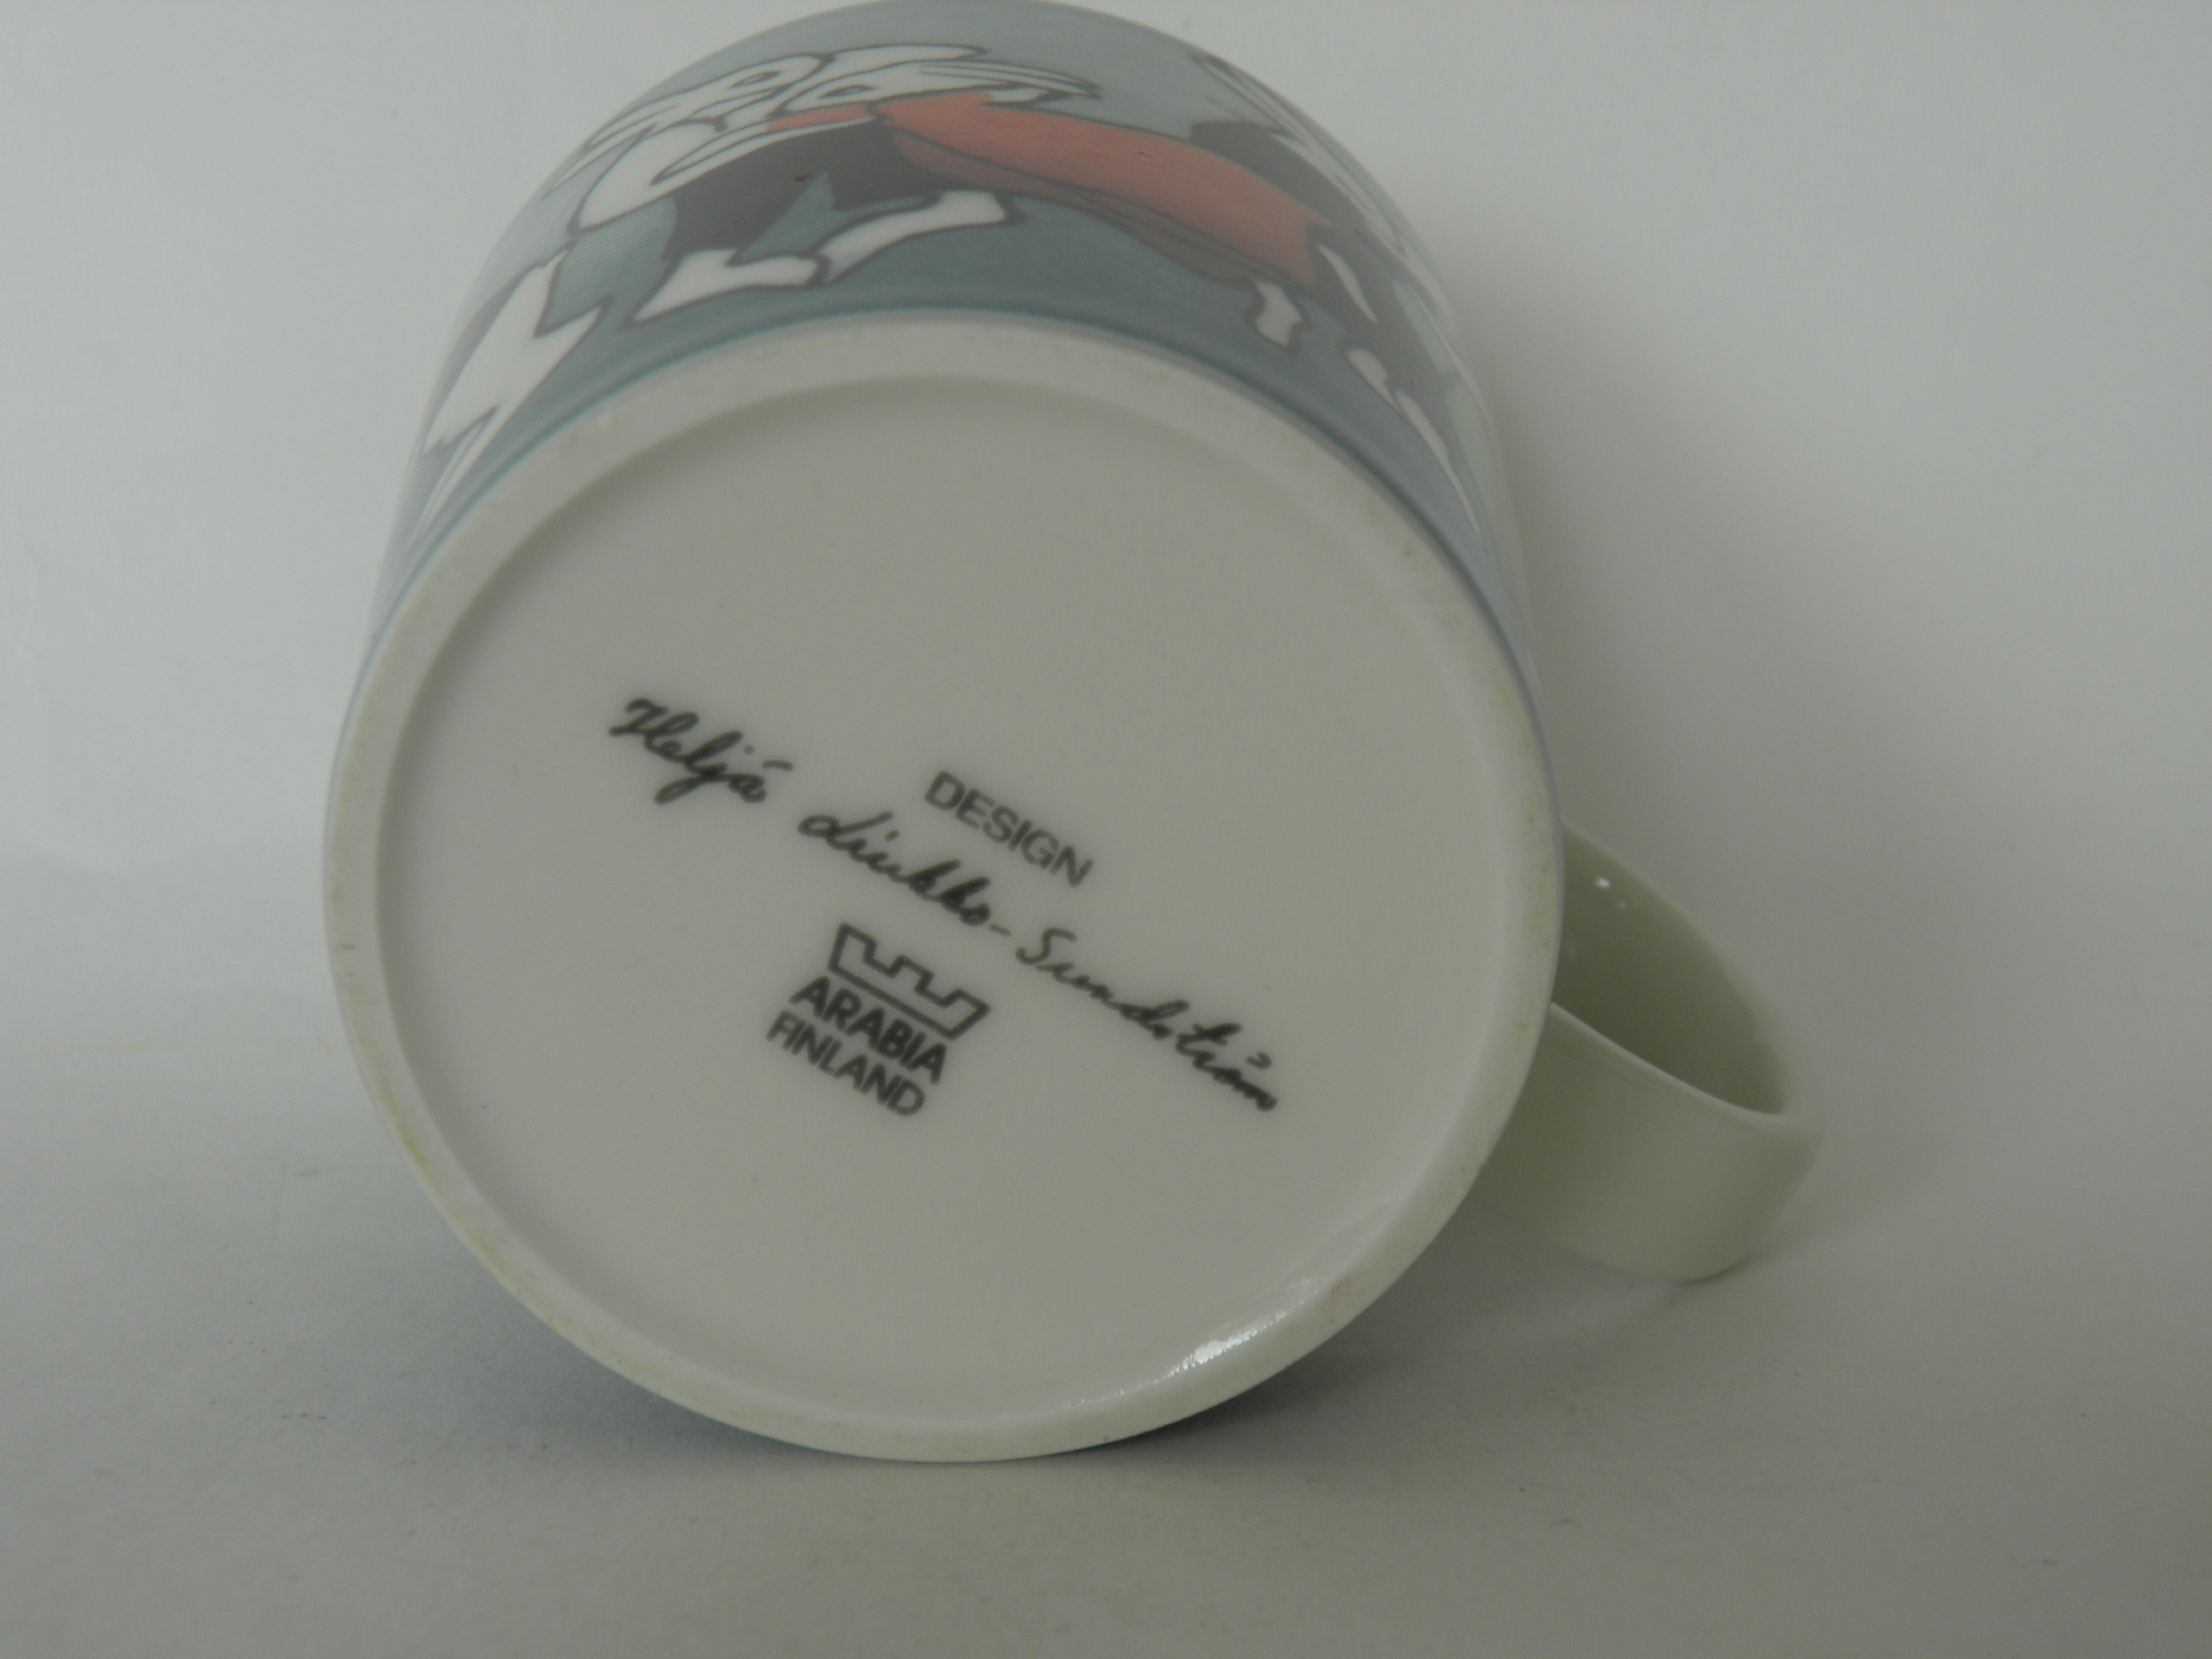 DESIGN
Heljä Liukko-Sundström
ARABIA
FINLAND